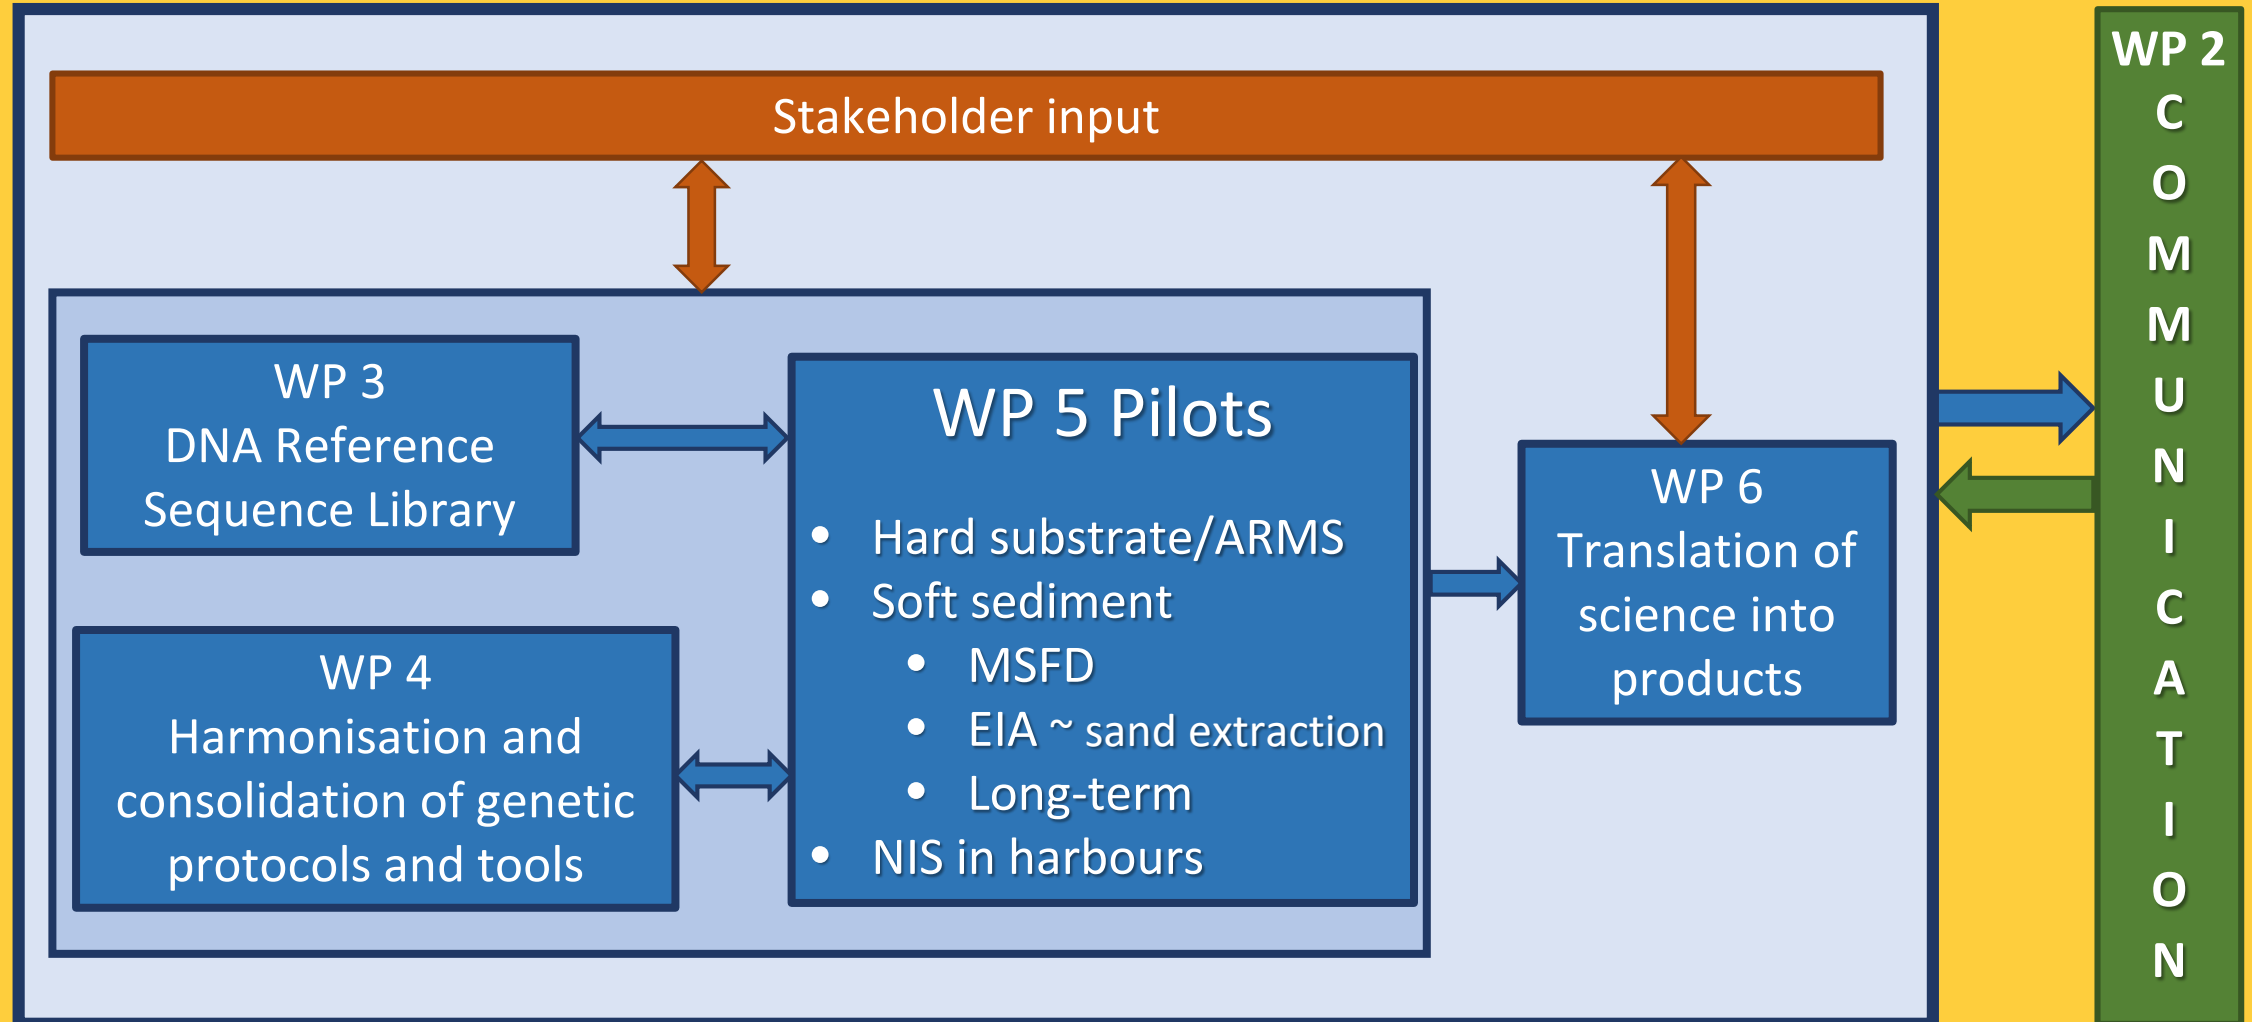 Stakeholder input
WP 3
DNA Reference
Sequence Library
WP 4
Harmonisation and
consolidation of genetic
protocols and tools
WP 5 Pilots
• Hard substrate/ARMS
• Soft sediment
• MSFD
• EIA ~ sand extraction
• Long-term
• NIS in harbours
WP 6
Translation of
science into
products
WP 2
C
O
M
M
U
N
I
C
A
T
I
O
N